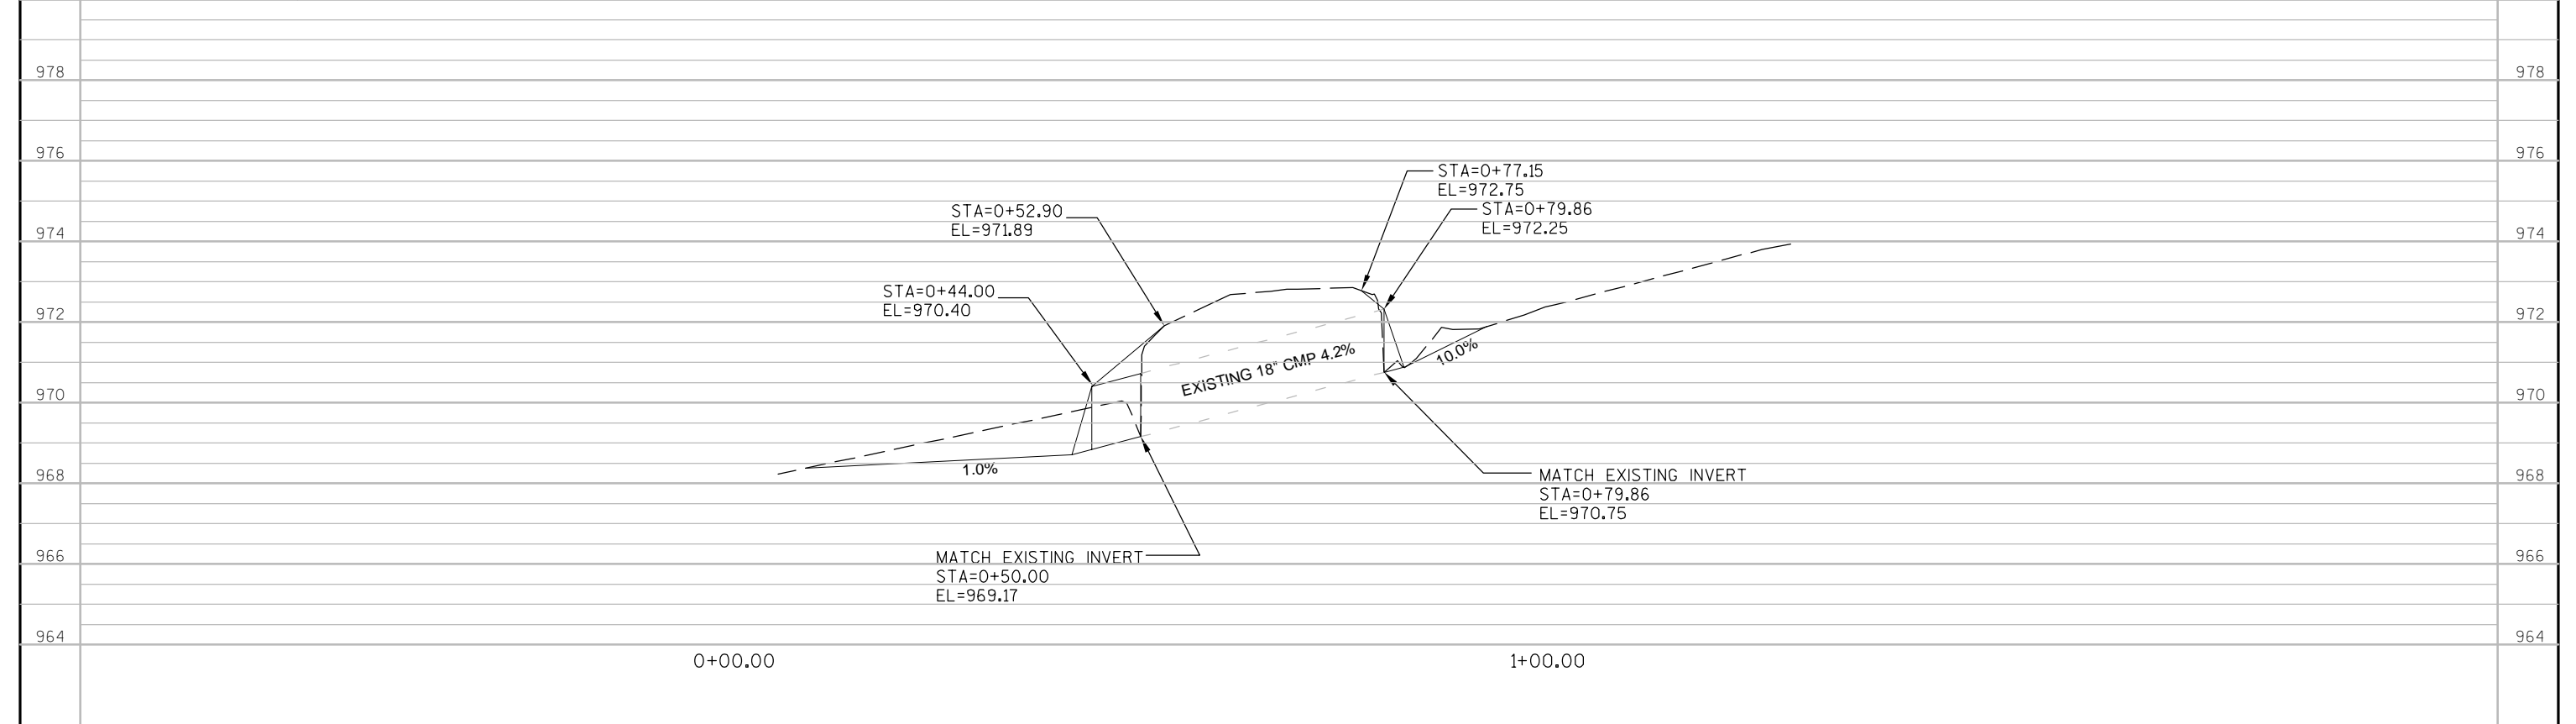 978
978
976
976
STA=0+77.15
EL=972.75
STA=0+79.86
EL=972.25
STA=0+52.90
EL=971.89
974
974
STA=0+44.00
EL=970.40
972
972
EXISTING 18" CMP 4.2%
10.0%
970
970
1.0%
968
968
MATCH EXISTING INVERT
STA=0+79.86
EL=970.75
MATCH EXISTING INVERT
STA=0+50.00
EL=969.17
966
966
964
964
0+00.00
1+00.00